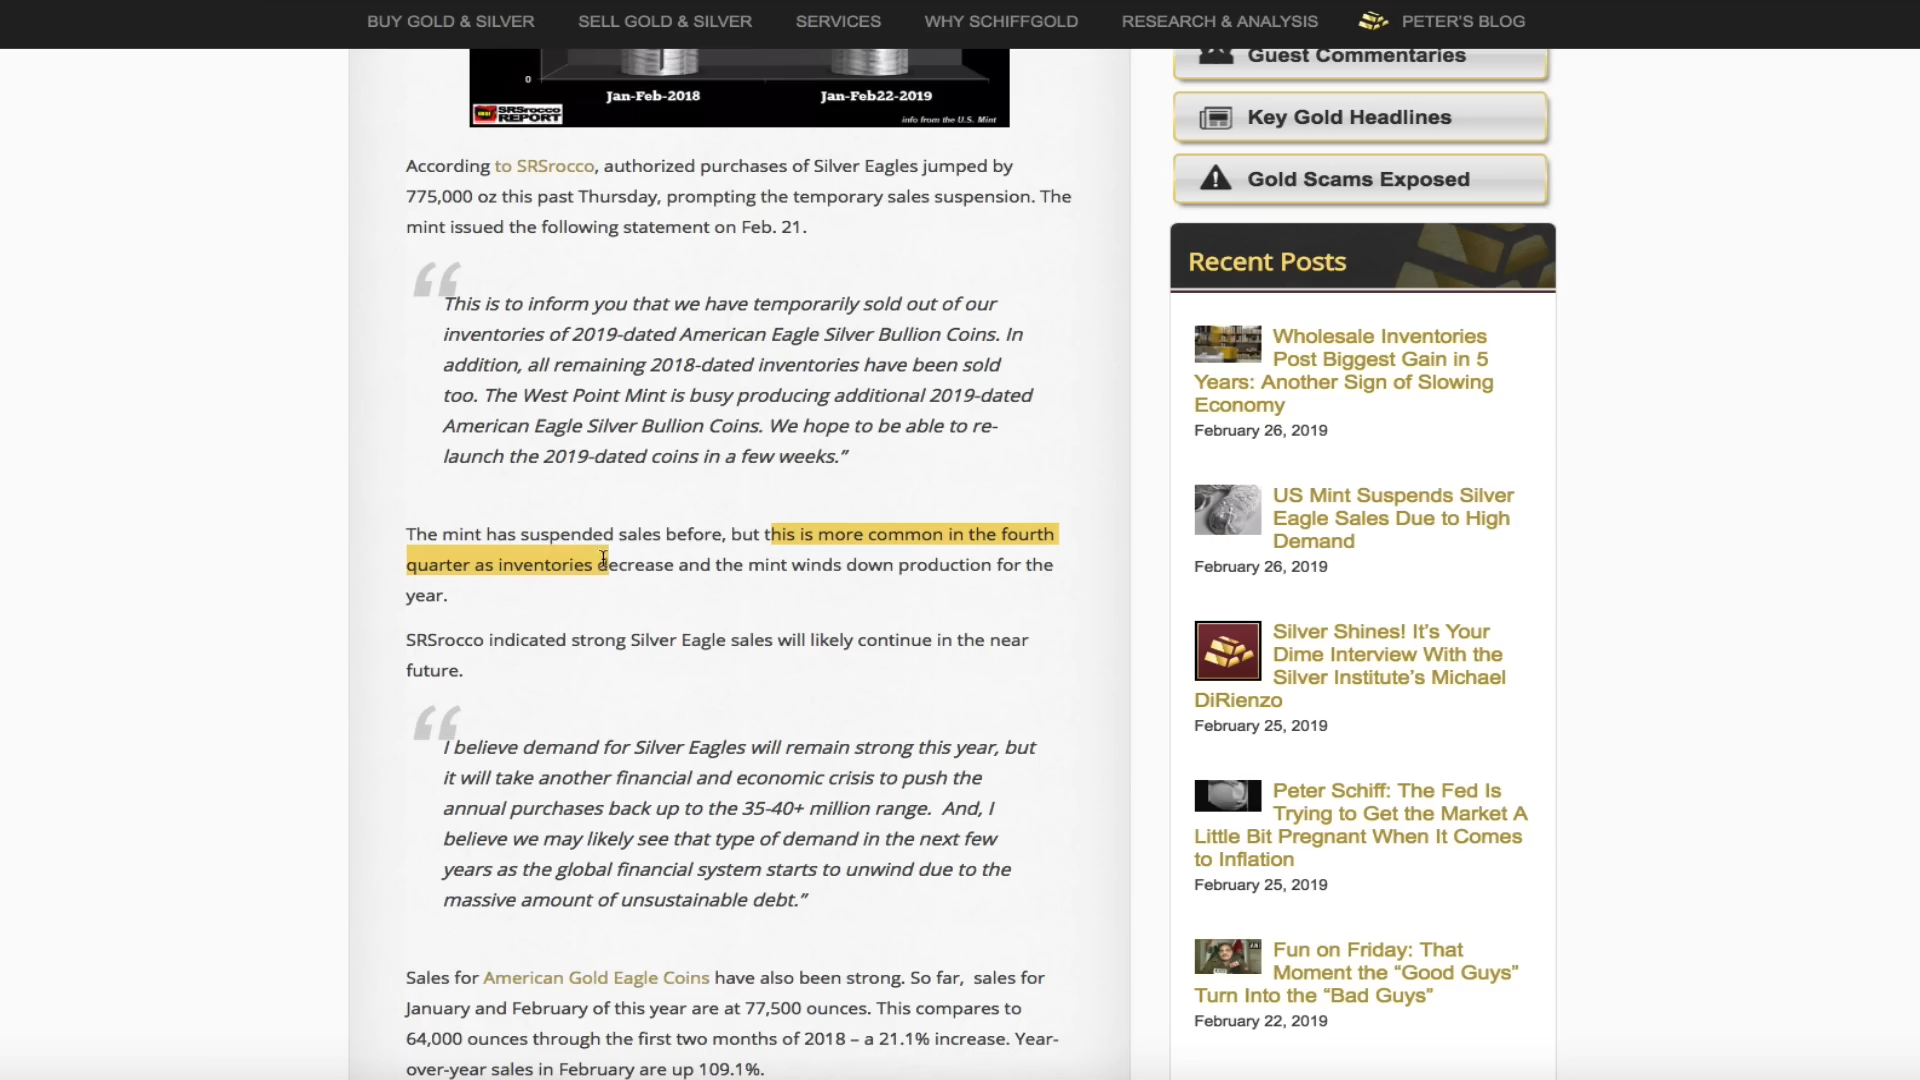 BUY GOLD & SILVER
SELL GOLD & SILVER
SERVICES
WHY SCHIFFGOLD
RESEARCH & ANALYSIS
PETER'S BLOG
0
Jan-Feb-2018
Jan-Feb22-2019
SRSrocco
REPORT
info from the U.S. Mint
According to SRSrocco, authorized purchases of Silver Eagles jumped by
775,000 oz this past Thursday, prompting the temporary sales suspension. The
mint issued the following statement on Feb. 21.
“
This is to inform you that we have temporarily sold out of our
inventories of 2019-dated American Eagle Silver Bullion Coins. In
addition, all remaining 2018-dated inventories have been sold
too. The West Point Mint is busy producing additional 2019-dated
American Eagle Silver Bullion Coins. We hope to be able to re-
launch the 2019-dated coins in a few weeks.”
The mint has suspended sales before, but this is more common in the fourth
quarter as inventories decrease and the mint winds down production for the
year.
SRSrocco indicated strong Silver Eagle sales will likely continue in the near
future.
“
I believe demand for Silver Eagles will remain strong this year, but
it will take another financial and economic crisis to push the
annual purchases back up to the 35-40+ million range.  And, I
believe we may likely see that type of demand in the next few
years as the global financial system starts to unwind due to the
massive amount of unsustainable debt.”
Sales for American Gold Eagle Coins have also been strong. So far,  sales for
January and February of this year are at 77,500 ounces. This compares to
64,000 ounces through the first two months of 2018 – a 21.1% increase. Year-
over-year sales in February are up 109.1%.
Guest Commentaries
Key Gold Headlines
Gold Scams Exposed
Recent Posts
Wholesale Inventories
Post Biggest Gain in 5
Years: Another Sign of Slowing
Economy
February 26, 2019
US Mint Suspends Silver
Eagle Sales Due to High
Demand
February 26, 2019
Silver Shines! It’s Your
Dime Interview With the
Silver Institute’s Michael
DiRienzo
February 25, 2019
Peter Schiff: The Fed Is
Trying to Get the Market A
Little Bit Pregnant When It Comes
to Inflation
February 25, 2019
Fun on Friday: That
Moment the “Good Guys”
Turn Into the “Bad Guys”
February 22, 2019